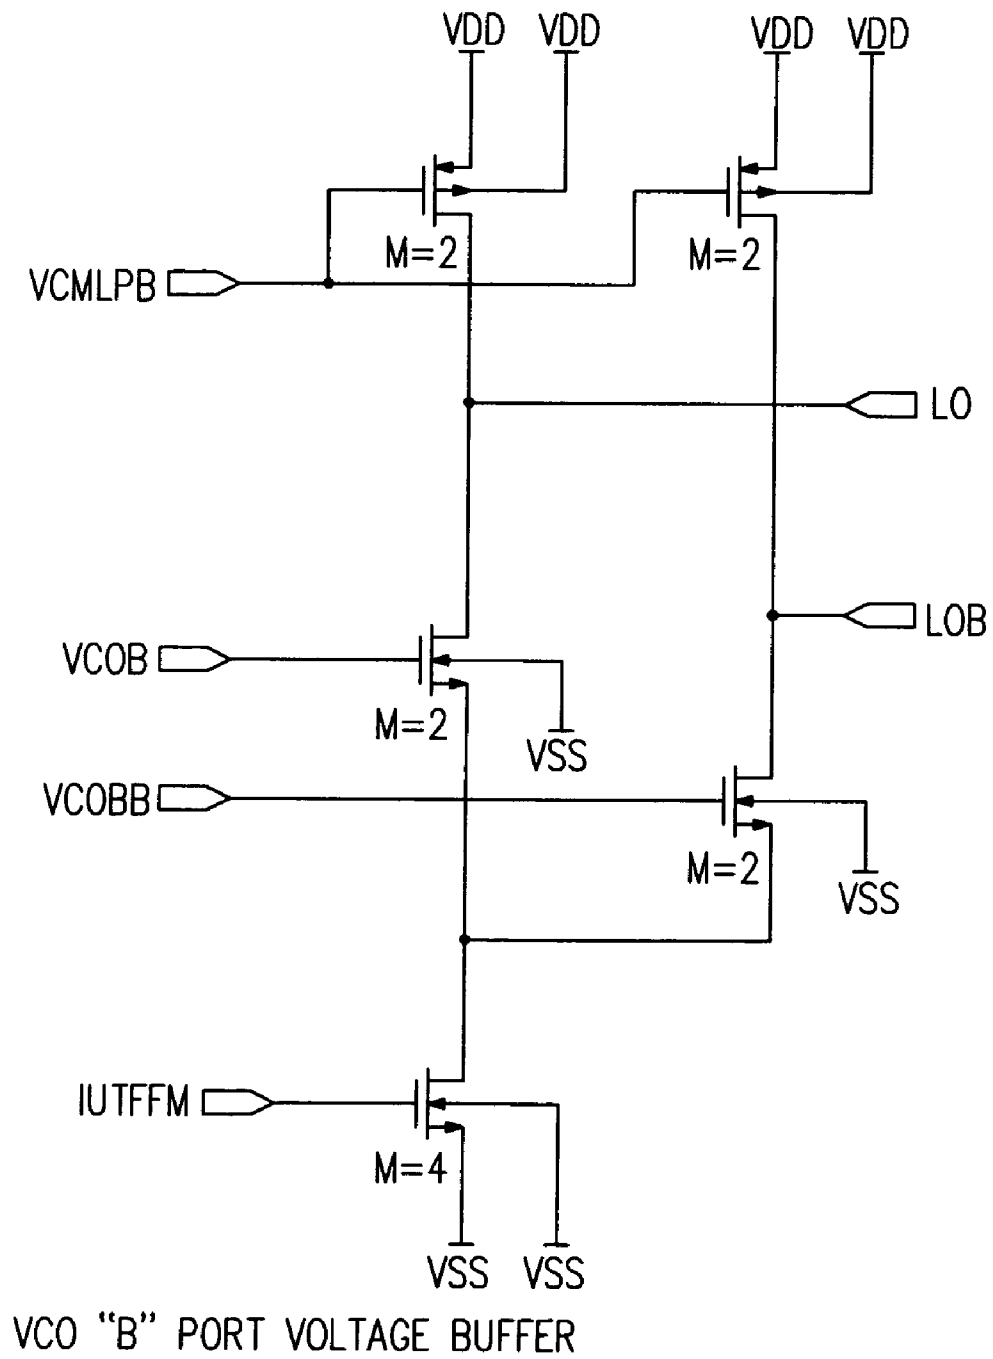 VDD VDD VDD VDD
M=2 M=2
VCMLPB
LO
LOB
VCOB
M=2
VSS
VCOBB
M=2
VSS
IUTFFM
M=4
VSS VSS
VCO "B" PORT VOLTAGE BUFFER